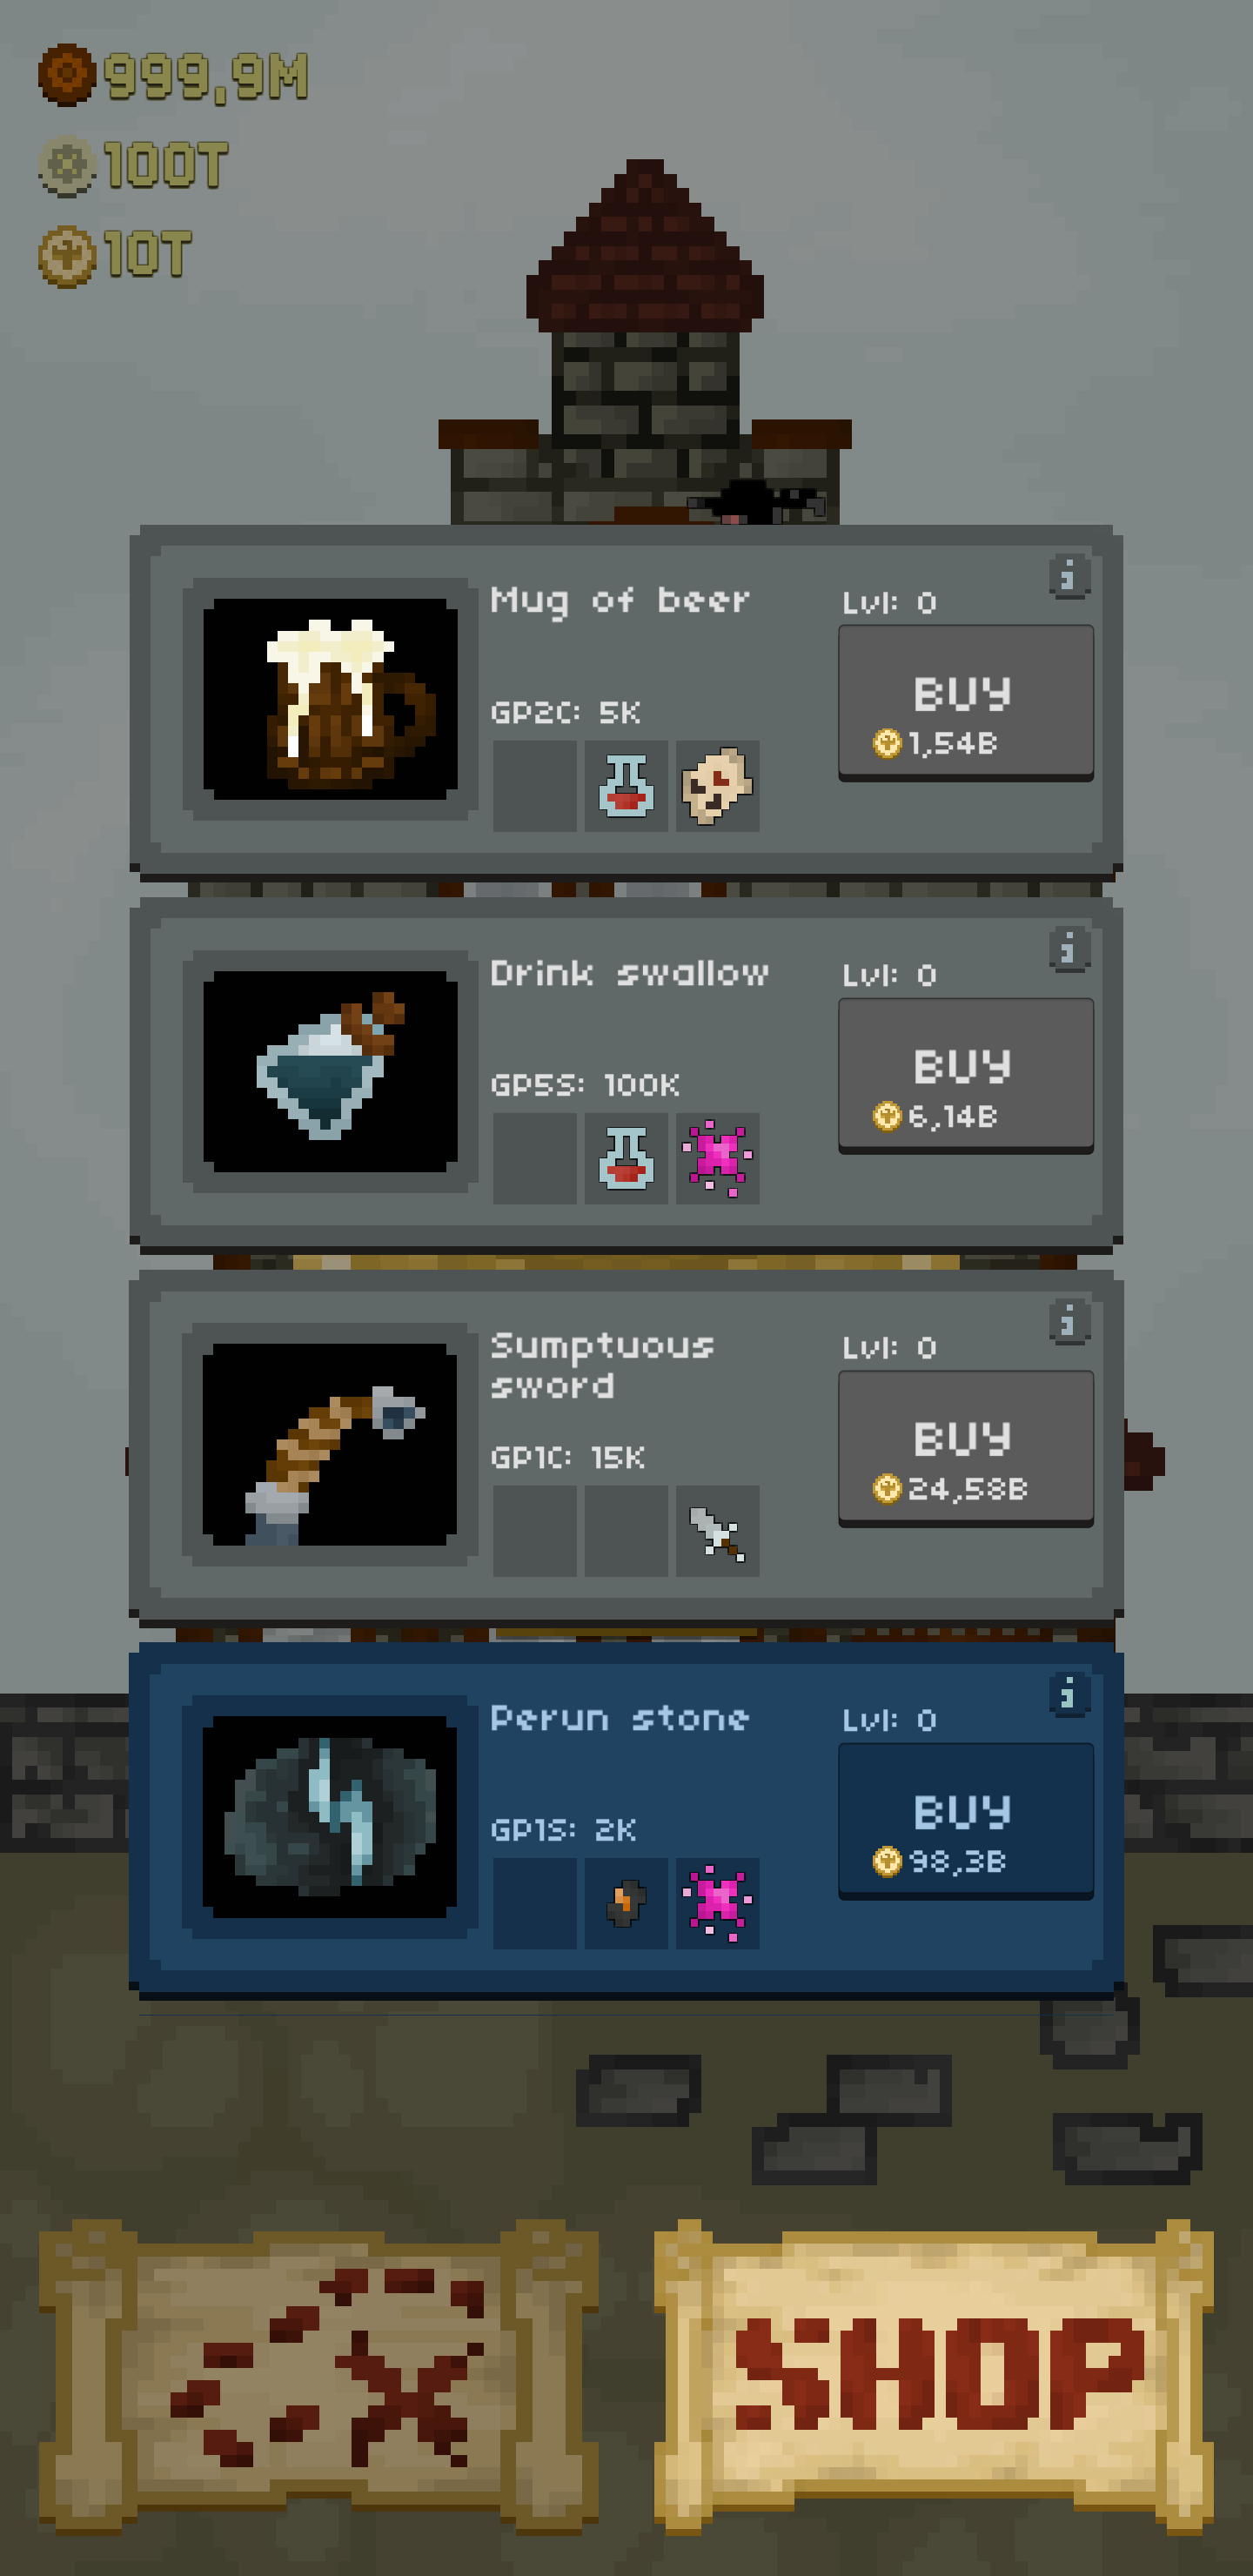 999,9M
100T
10T
Mug of beer
Lvl: 0
i
GP2C: 5K
BUY
1,54B
Drink swallow
Lvl: 0
i
GP5S: 100K
BUY
6,14B
Sumptuous
sword
Lvl: 0
i
GP1C: 15K
BUY
24,58B
Perun stone
Lvl: 0
i
GP1S: 2K
BUY
98,3B
SHOP